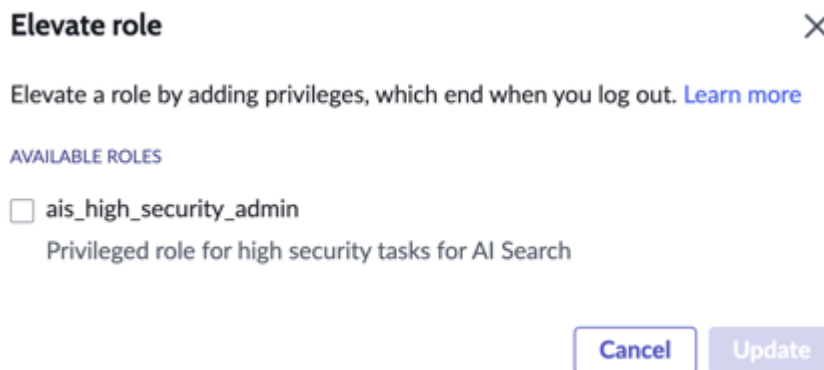 Elevate role
Elevate a role by adding privileges, which end when you log out. Learn more
AVAILABLE ROLES
ais_high_security_admin
Privileged role for high security tasks for AI Search
Cancel Update